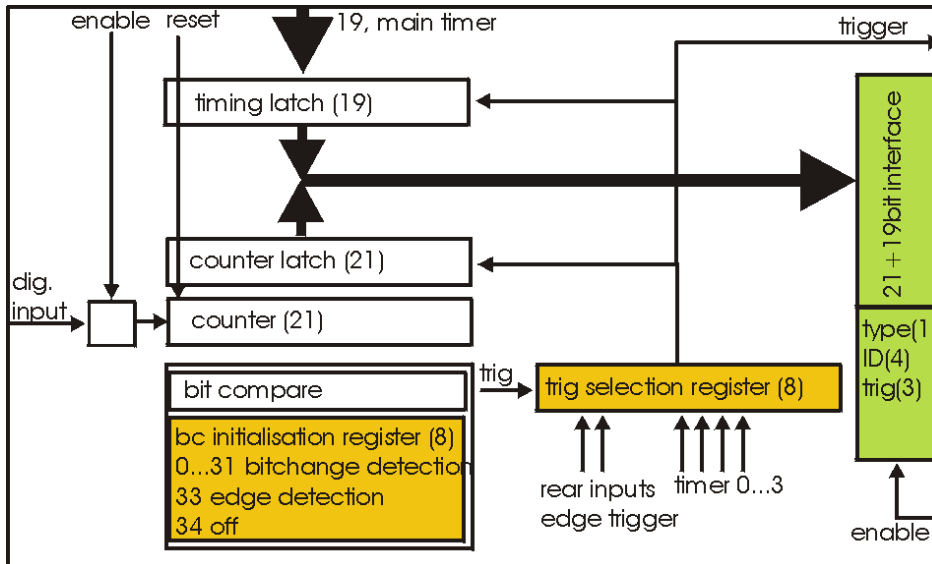 enable reset
19, main timer
trigger
timing latch (19)
21+19bit interface
counter latch (21)
dig.
input
counter (21)
type(1
ID(4)
trig(3)
bit compare
trig
trig selection register (8)
bc initialisation register (8)
0...31 bitchange detection
33 edge detection
34 off
rear inputs
edge trigger
timer 0...3
enable